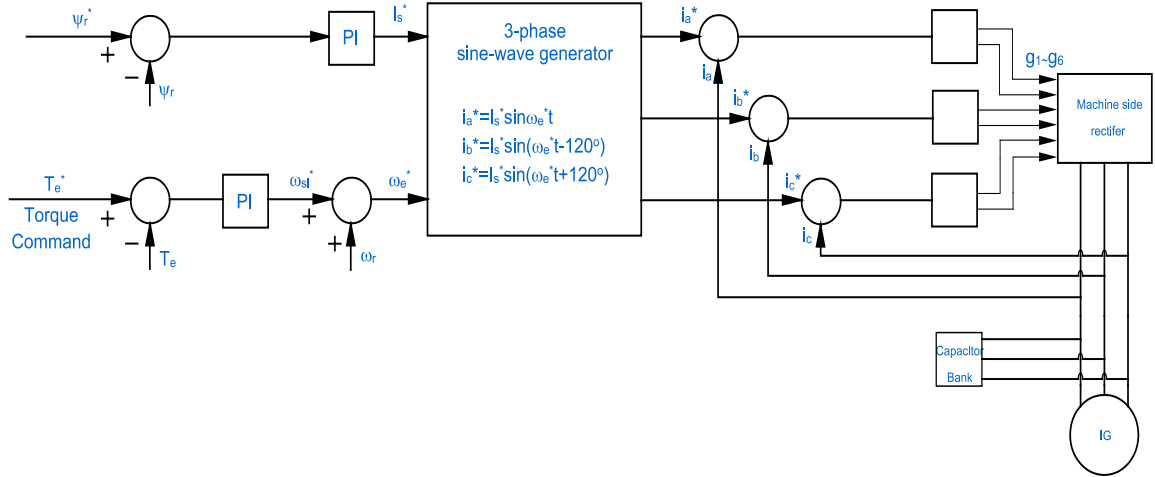 ψr*
+
−
ψr
PI
Is*
3-phase
sine-wave generator
ia*=Is*sinωe*t
ib*=Is*sin(ωe*t-120º)
ic*=Is*sin(ωe*t+120º)
Te*
+
Torque
Command
−
Te
PI
ωsl*
+
+
ωr
ωe*
ia*
ia
ib*
ib
ic*
ic
g1~g6
Machine side
rectifer
Capacitor
Bank
IG